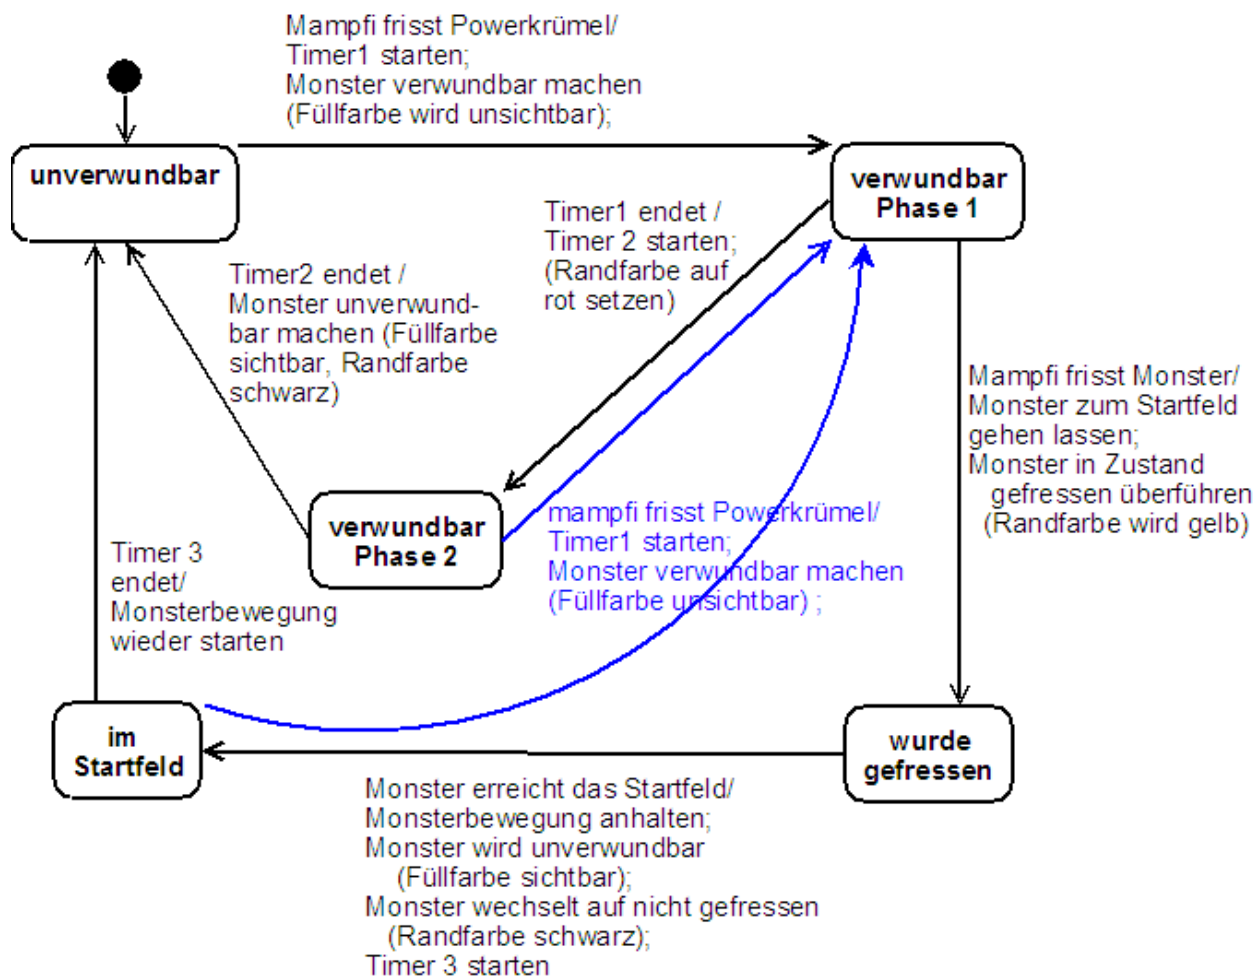 Mampfi frisst Powerkrümel/
Timer1 starten;
Monster verwundbar machen
(Füllfarbe wird unsichtbar);
unverwundbar
verwundbar
Phase 1
Timer1 endet /
Timer 2 starten;
(Randfarbe auf
rot setzen)
Timer2 endet /
Monster unverwund-
bar machen (Füllfarbe
sichtbar, Randfarbe
schwarz)
Mampfi frisst Monster/
Monster zum Startfeld
gehen lassen;
Monster in Zustand
gefressen überführen
(Randfarbe wird gelb)
verwundbar
Phase 2
mampfi frisst Powerkrümel/
Timer1 starten;
Monster verwundbar machen
(Füllfarbe unsichtbar) ;
Timer 3
endet/
Monsterbewegung
wieder starten
im
Startfeld
wurde
gefressen
Monster erreicht das Startfeld/
Monsterbewegung anhalten;
Monster wird unverwundbar
(Füllfarbe sichtbar);
Monster wechselt auf nicht gefressen
(Randfarbe schwarz);
Timer 3 starten